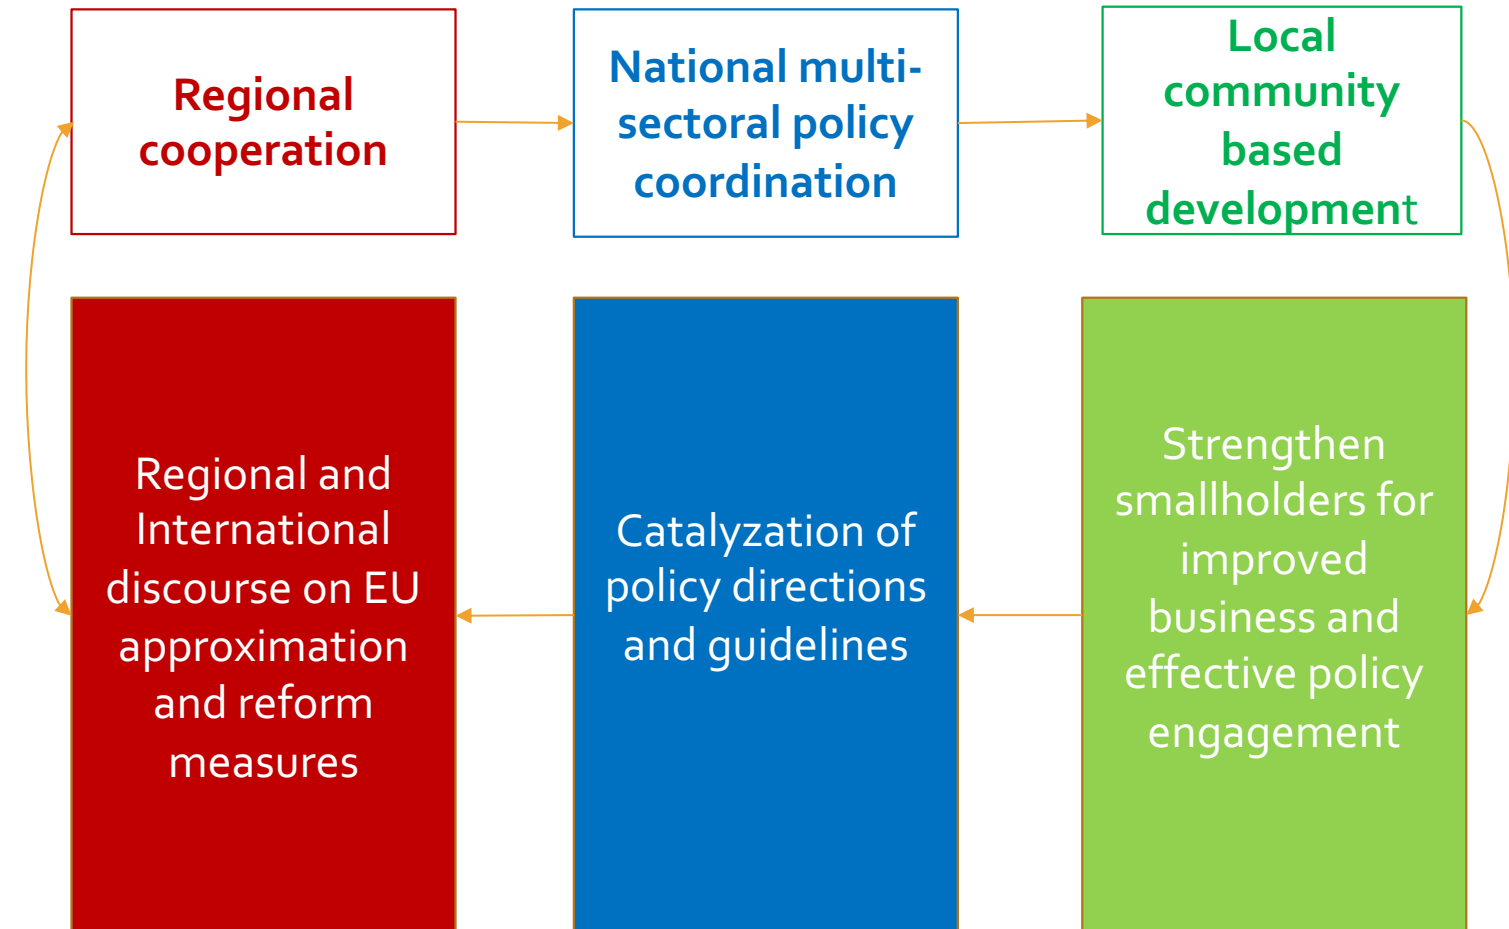 Regional
cooperation
National multi-
sectoral policy
coordination
Local
community
based
development
Regional and
International
discourse on EU
approximation
and reform
measures
Catalyzation of
policy directions
and guidelines
Strengthen
smallholders for
improved
business and
effective policy
engagement